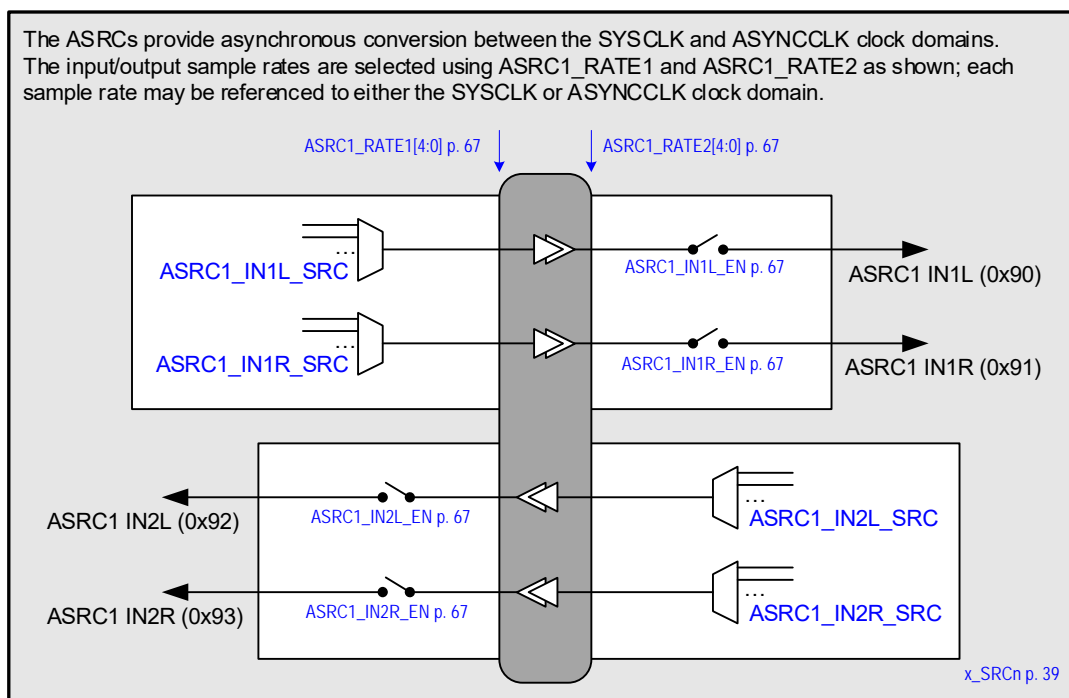 The ASRCs provide asynchronous conversion between the SYSCLK and ASYNCCLK clock domains.
The input/output sample rates are selected using ASRC1_RATE1 and ASRC1_RATE2 as shown; each
sample rate may be referenced to either the SYSCLK or ASYNCCLK clock domain.
ASRC1_RATE1[4:0] p. 67
ASRC1_RATE2[4:0] p. 67
...
ASRC1_IN1L_SRC
ASRC1_IN1L_EN p. 67
ASRC1 IN1L (0x90)
...
ASRC1_IN1R_SRC
ASRC1_IN1R_EN p. 67
ASRC1 IN1R (0x91)
ASRC1 IN2L (0x92)
ASRC1_IN2L_EN p. 67
...
ASRC1_IN2L_SRC
ASRC1 IN2R (0x93)
ASRC1_IN2R_EN p. 67
...
ASRC1_IN2R_SRC
x_SRCn p. 39